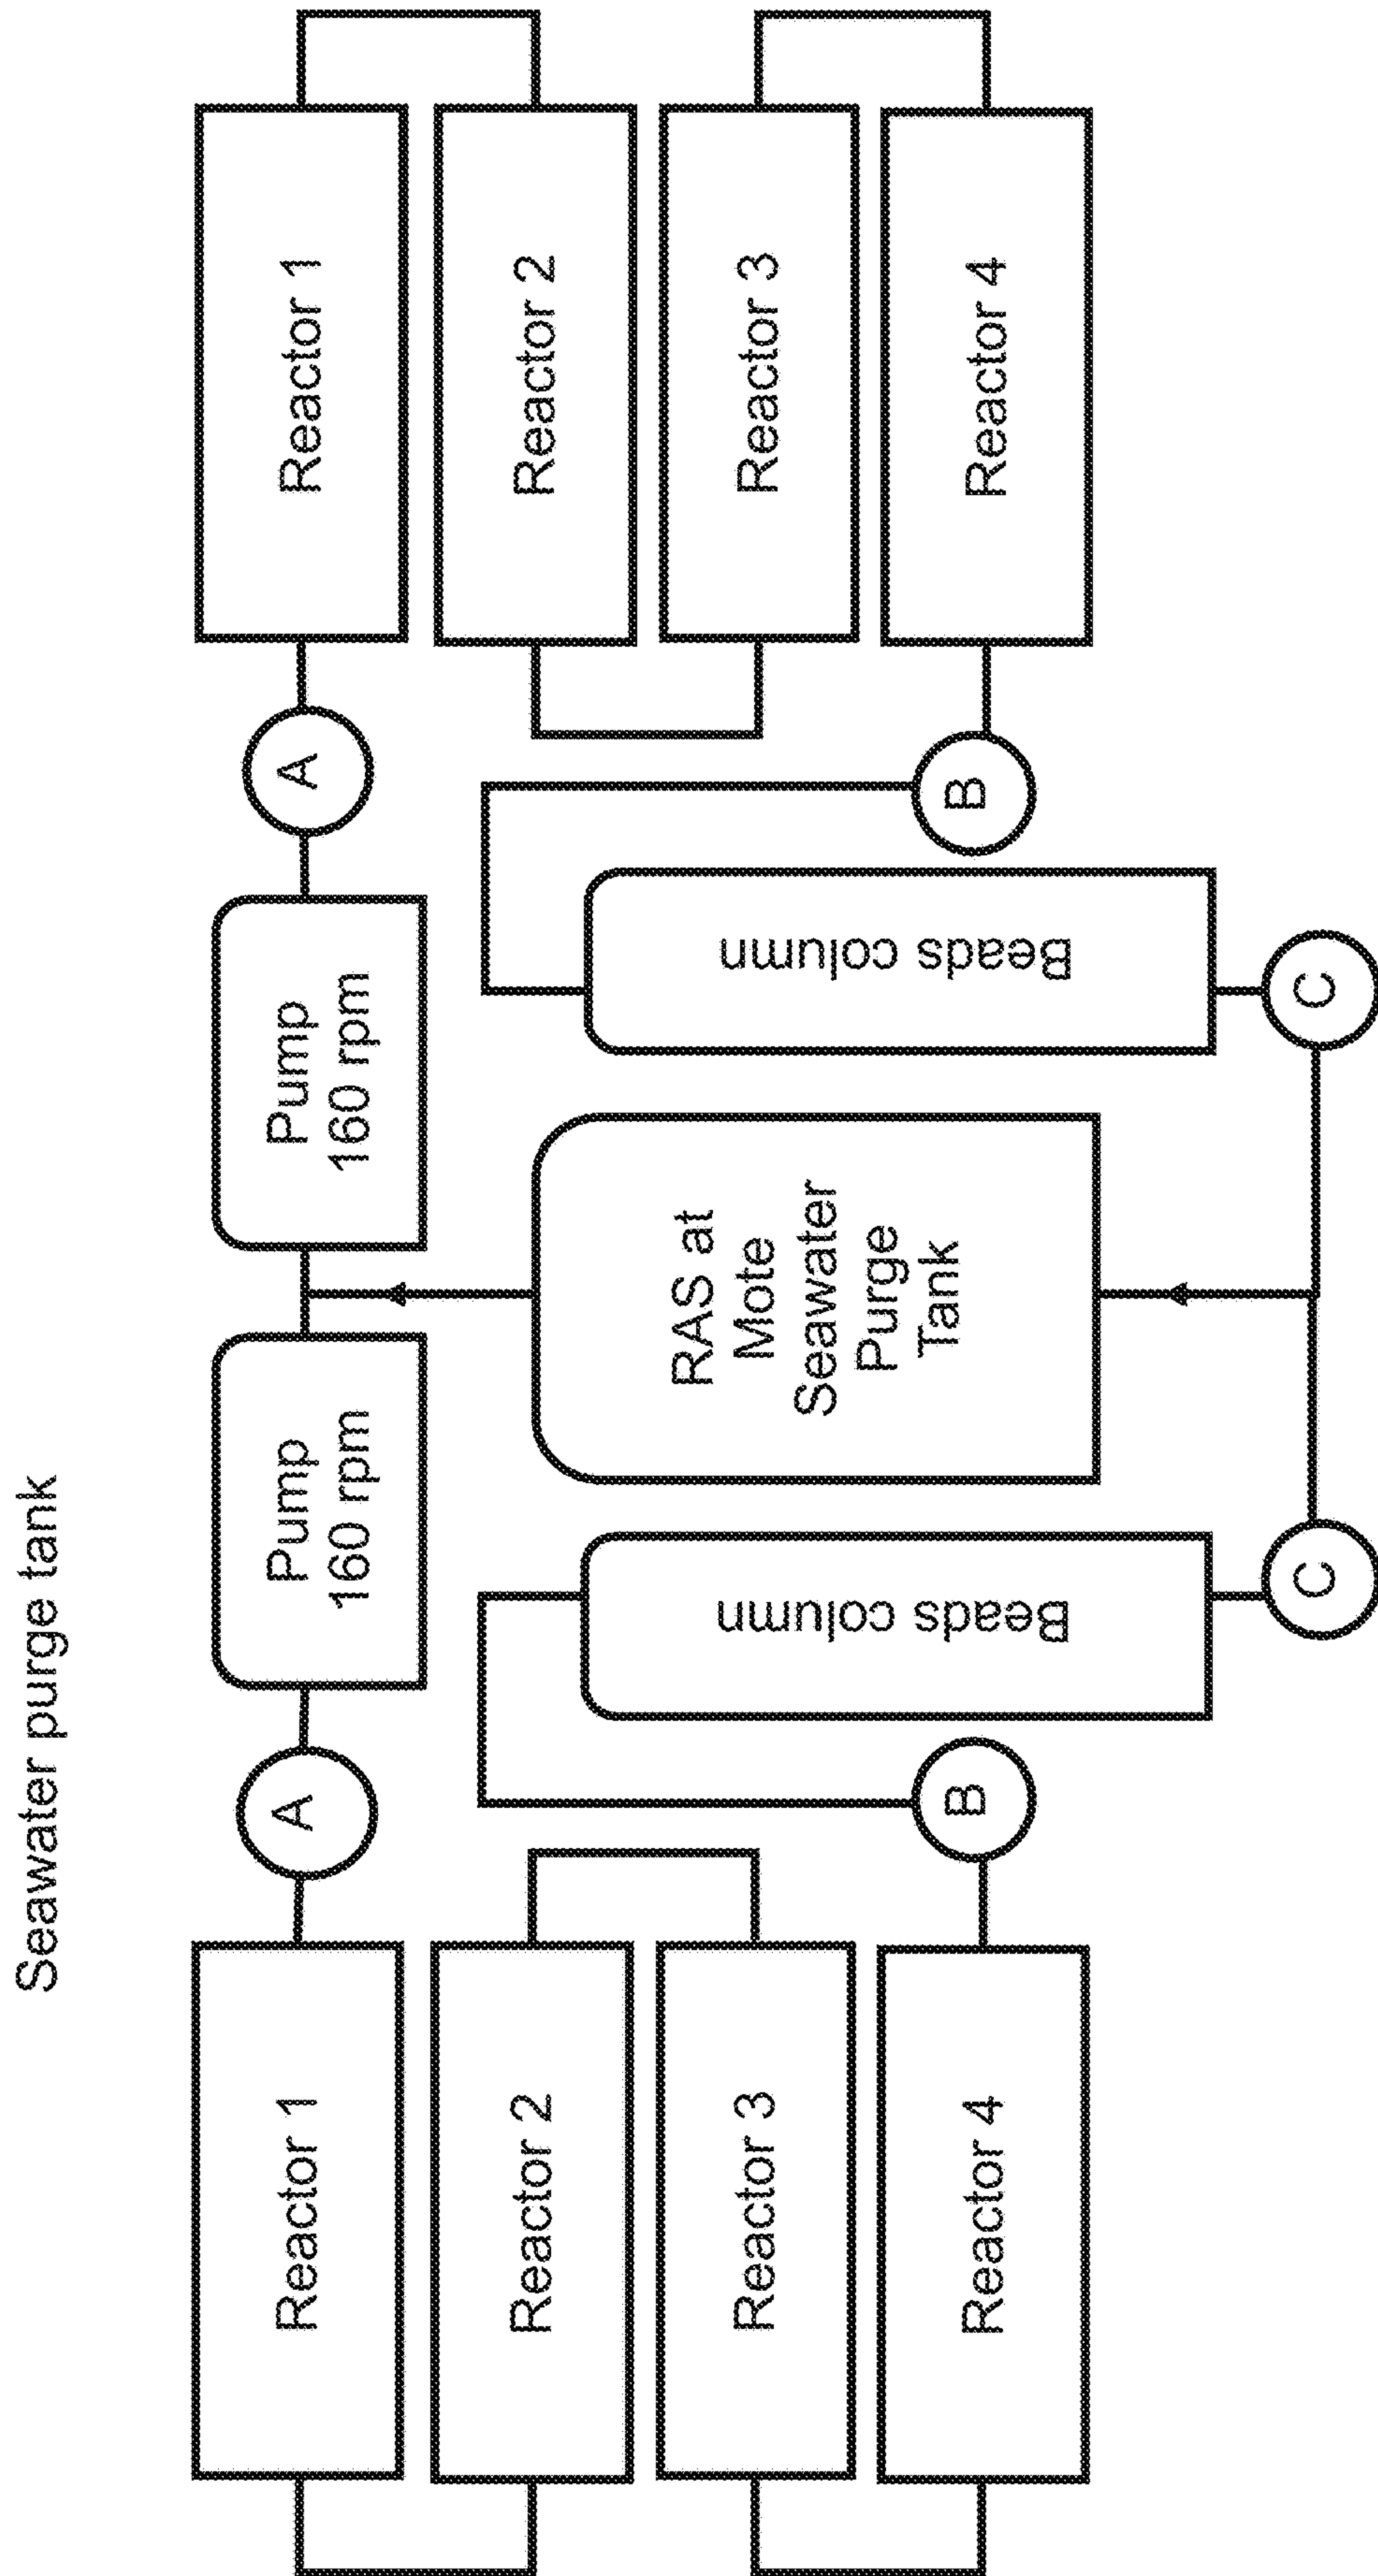 Seawater purge tank
Reactor 1
A
Pump
160 rpm
Pump
160 rpm
A
Reactor 1
Reactor 2
Reactor 2
Reactor 3
Reactor 3
Beads column
RAS at
Mote
Seawater
Purge
Tank
Beads column
Reactor 4
B
B
Reactor 4
C
C